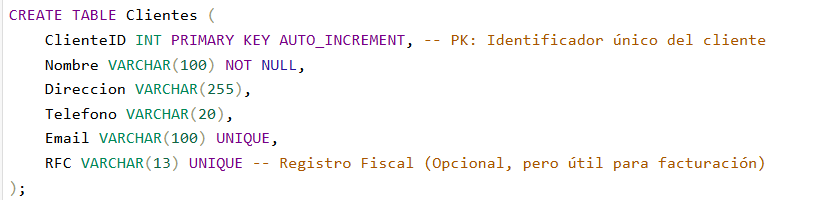 CREATE TABLE Clientes (
    ClienteID INT PRIMARY KEY AUTO_INCREMENT, -- PK: Identificador único del cliente
    Nombre VARCHAR(100) NOT NULL,
    Direccion VARCHAR(255),
    Telefono VARCHAR(20),
    Email VARCHAR(100) UNIQUE,
    RFC VARCHAR(13) UNIQUE -- Registro Fiscal (Opcional, pero útil para facturación)
);